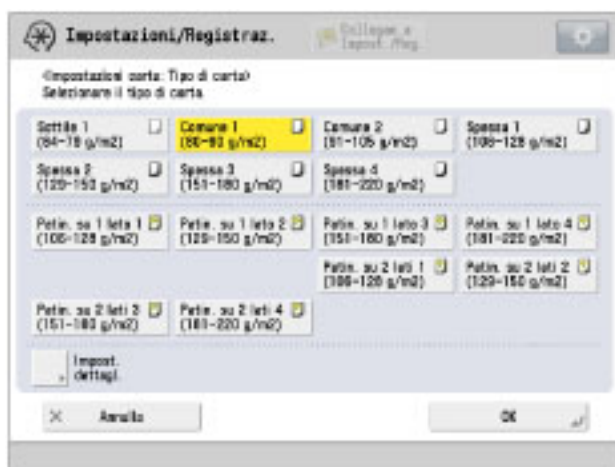 Impostazioni/Registraz.
Collegam a
Impost./Reg.
<Impostazioni carta: Tipo di carta>
Selezionare il tipo di carta.
Sottile 1
(64-79 g/m2)
Comune 1
(80-90 g/m2)
Comune 2
(91-105 g/m2)
Spessa 1
(106-128 g/m2)
Spessa 2
(129-150 g/m2)
Spessa 3
(151-180 g/m2)
Spessa 4
(181-220 g/m2)
Patin. su 1 lato 1
(106-128 g/m2)
Patin. su 1 lato 2
(129-150 g/m2)
Patin. su 1 lato 3
(151-180 g/m2)
Patin. su 1 lato 4
(181-220 g/m2)
Patin. su 2 lati 1
(106-128 g/m2)
Patin. su 2 lati 2
(129-150 g/m2)
Patin. su 2 lati 3
(151-180 g/m2)
Patin. su 2 lati 4
(181-220 g/m2)
Impost.
dettagl.
Annulla
OK